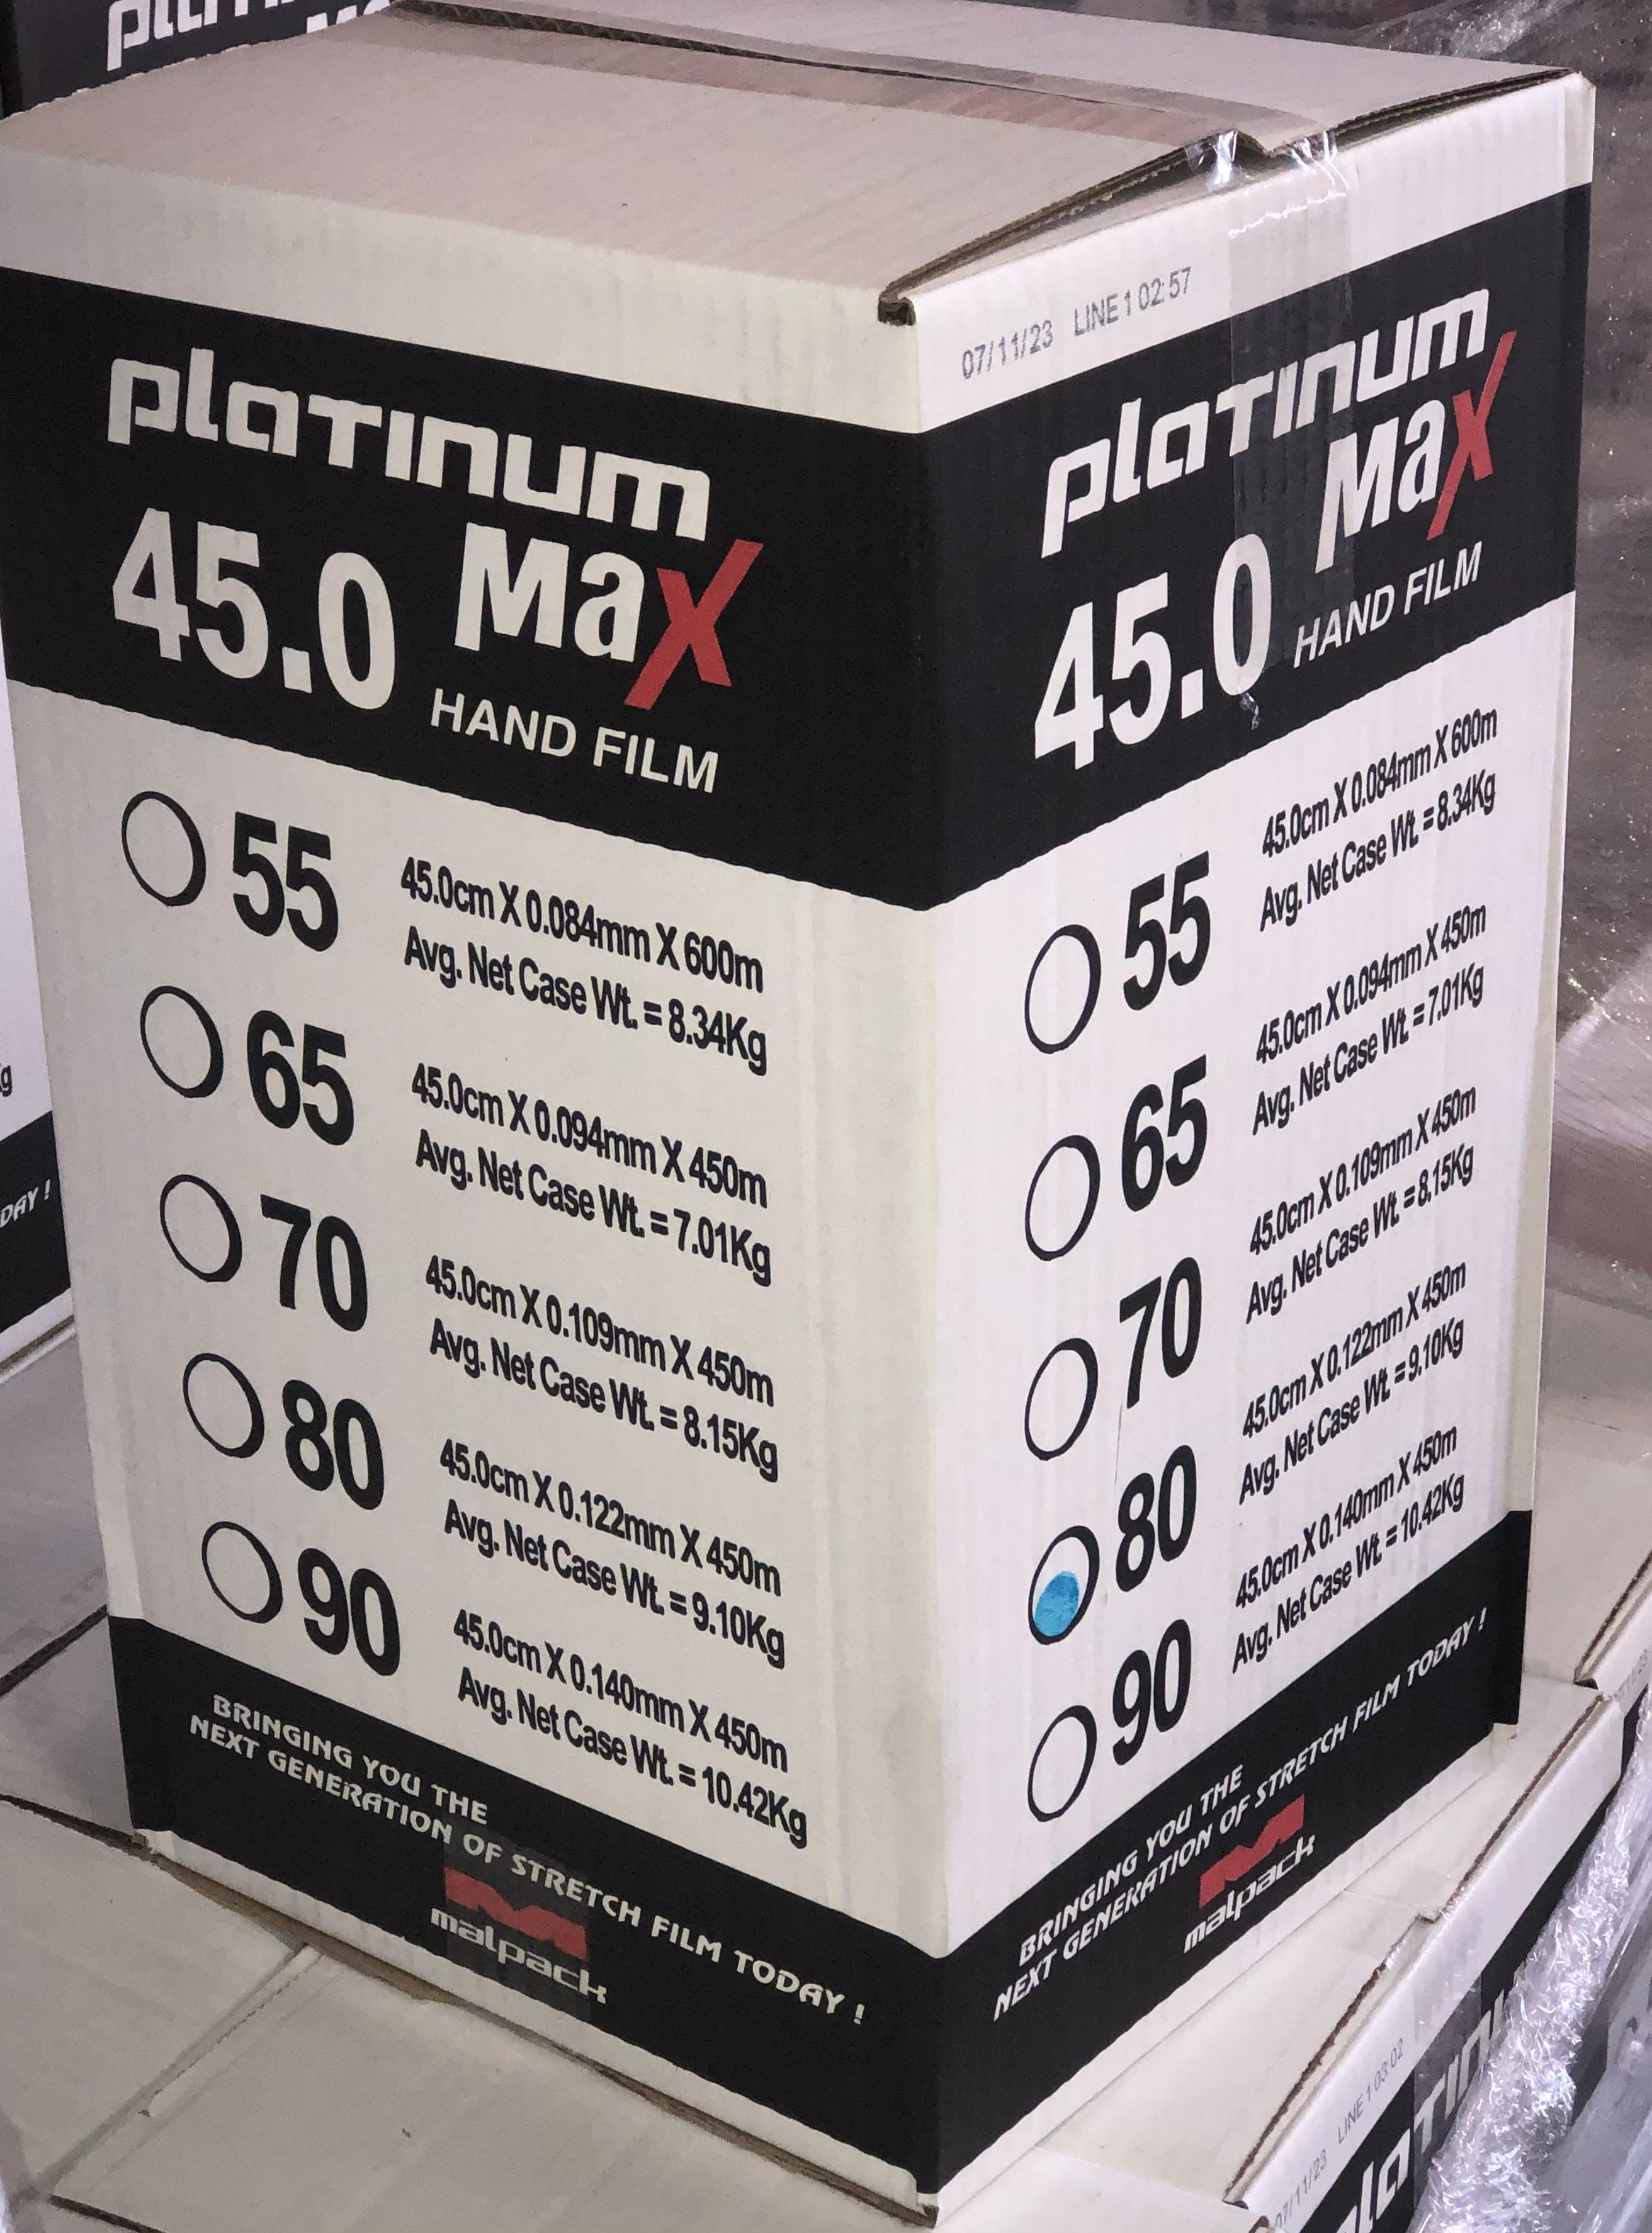 platinum
45.0 Max
HAND FILM
55 45.0cm X 0.084mm X 600m
Avg. Net Case Wt. = 8.34Kg
65 45.0cm X 0.094mm X 450m
Avg. Net Case Wt. = 7.01Kg
70 45.0cm X 0.109mm X 450m
Avg. Net Case Wt. = 8.15Kg
80 45.0cm X 0.122mm X 450m
Avg. Net Case Wt. = 9.10Kg
90 45.0cm X 0.140mm X 450m
Avg. Net Case Wt. = 10.42Kg
BRINGING YOU THE
NEXT GENERATION OF STRETCH FILM TODAY !
malpack
07/11/23 LINE 1 02:57
platinum
45.0 Max
HAND FILM
55 45.0cm X 0.084mm X 600m
Avg. Net Case Wt. = 8.34Kg
65 45.0cm X 0.094mm X 450m
Avg. Net Case Wt. = 7.01Kg
70 45.0cm X 0.109mm X 450m
Avg. Net Case Wt. = 8.15Kg
80 45.0cm X 0.122mm X 450m
Avg. Net Case Wt. = 9.10Kg
90 45.0cm X 0.140mm X 450m
Avg. Net Case Wt. = 10.42Kg
BRINGING YOU THE
NEXT GENERATION OF STRETCH FILM TODAY !
malpack
DAY !
07/11/23 LINE 1 03:02